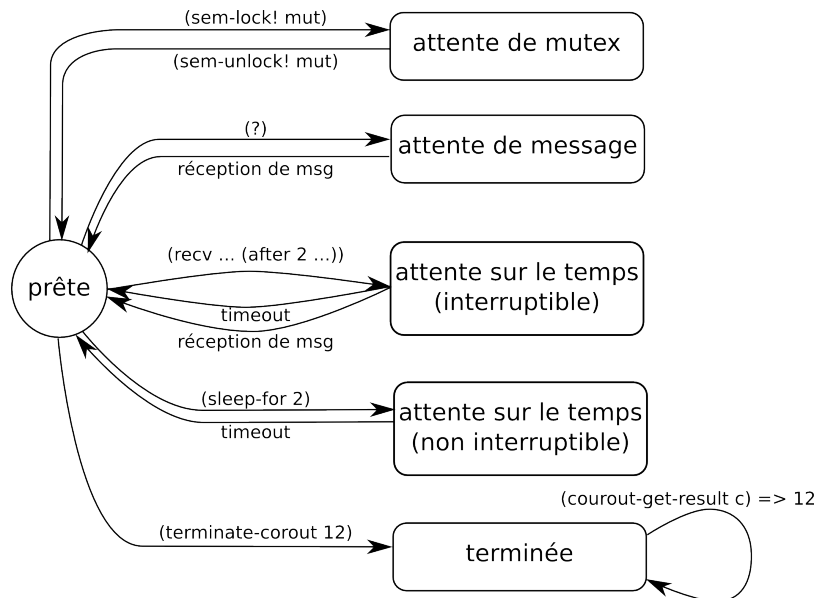 (sem-lock! mut)
attente de mutex
(sem-unlock! mut)
(?)
attente de message
réception de msg
(recv ... (after 2 ...))
attente sur le temps
(interruptible)
prête
timeout
réception de msg
(sleep-for 2)
attente sur le temps
(non interruptible)
timeout
(courout-get-result c) => 12
(terminate-corout 12)
terminée